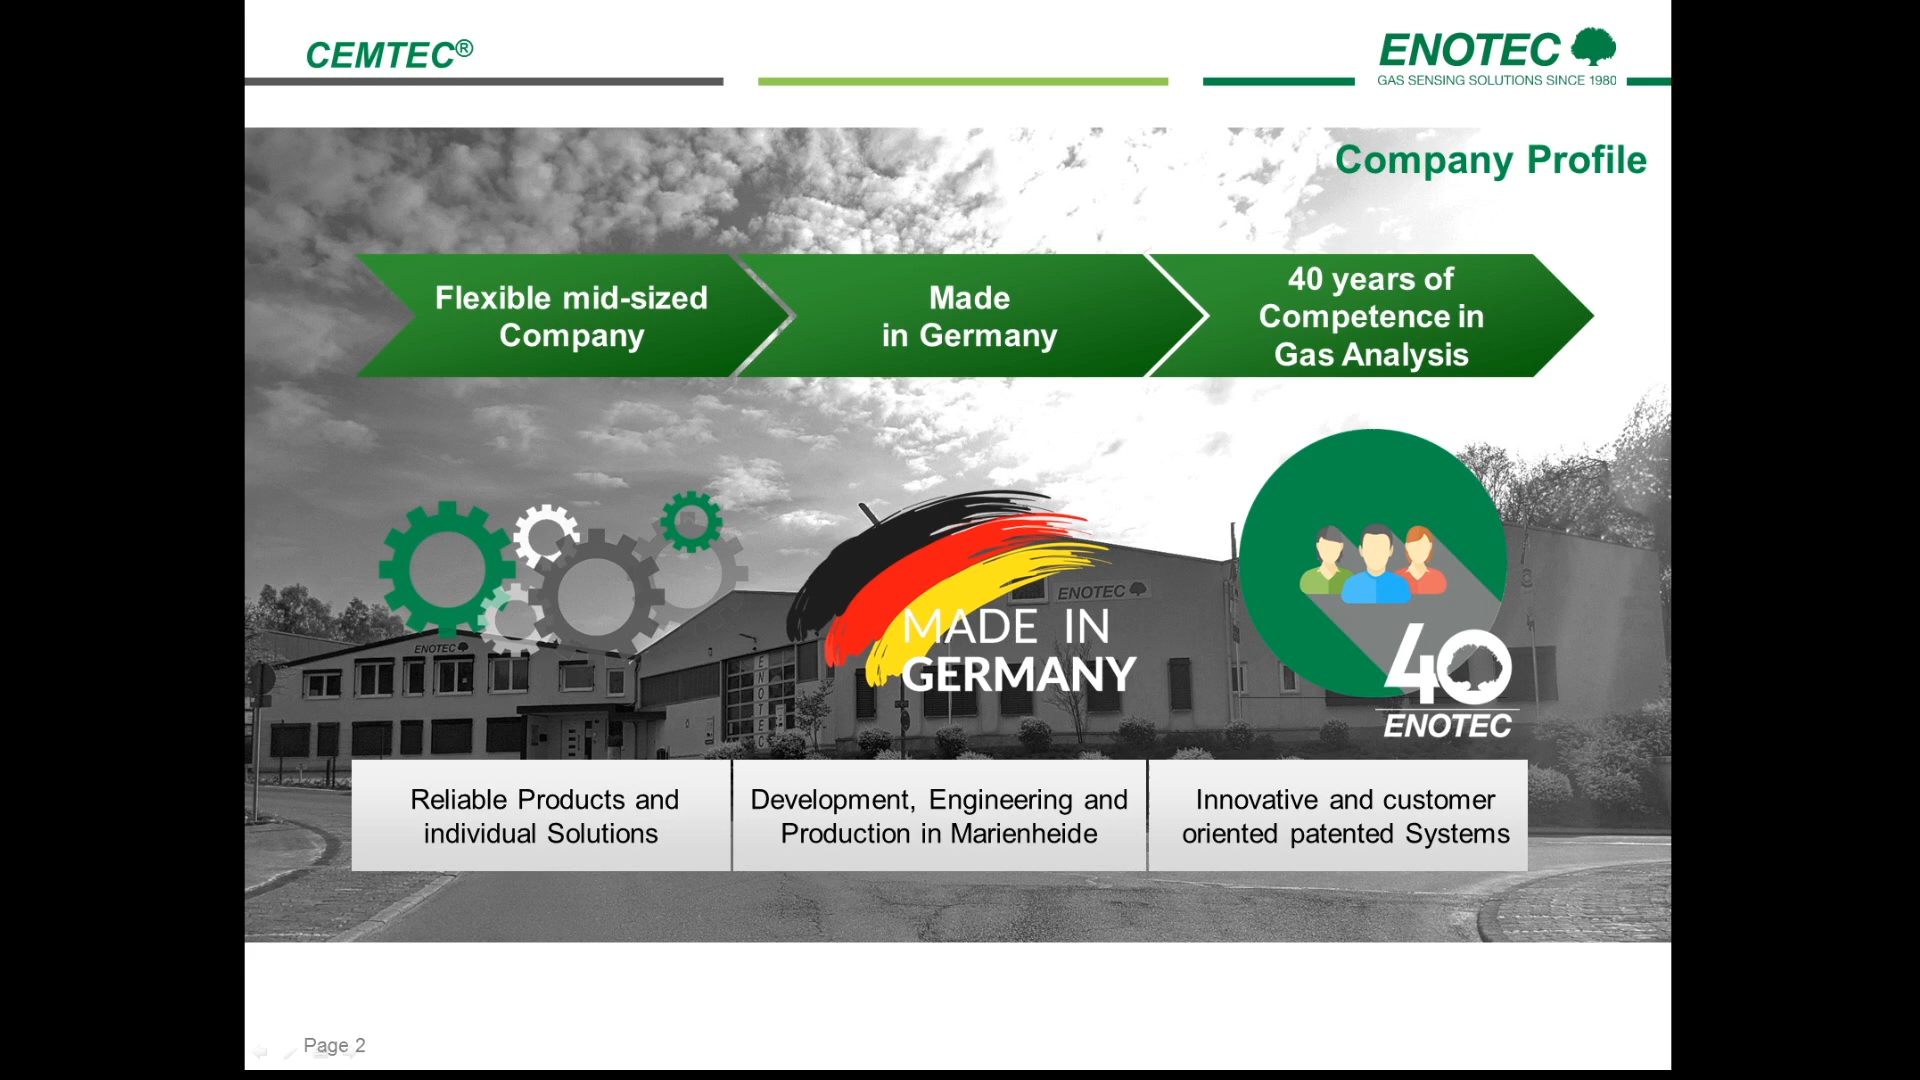 CEMTEC®
ENOTEC
GAS SENSING SOLUTIONS SINCE 1980
Company Profile
Flexible mid-sized
Company
Made
in Germany
40 years of
Competence in
Gas Analysis
ENOTEC
ENOTEC
ENOTEC
MADE IN
GERMANY
40
ENOTEC
Reliable Products and
individual Solutions
Development, Engineering and
Production in Marienheide
Innovative and customer
oriented patented Systems
Page 2